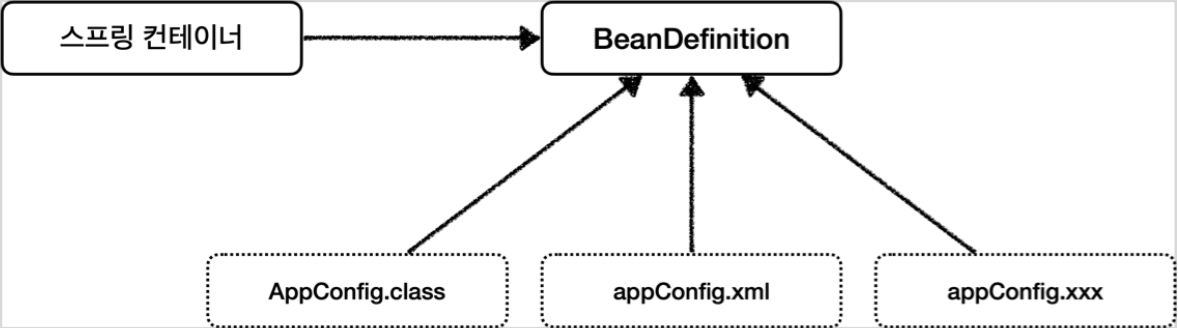 스프링 컨테이너
BeanDefinition
AppConfig.class
appConfig.xml
appConfig.xxx